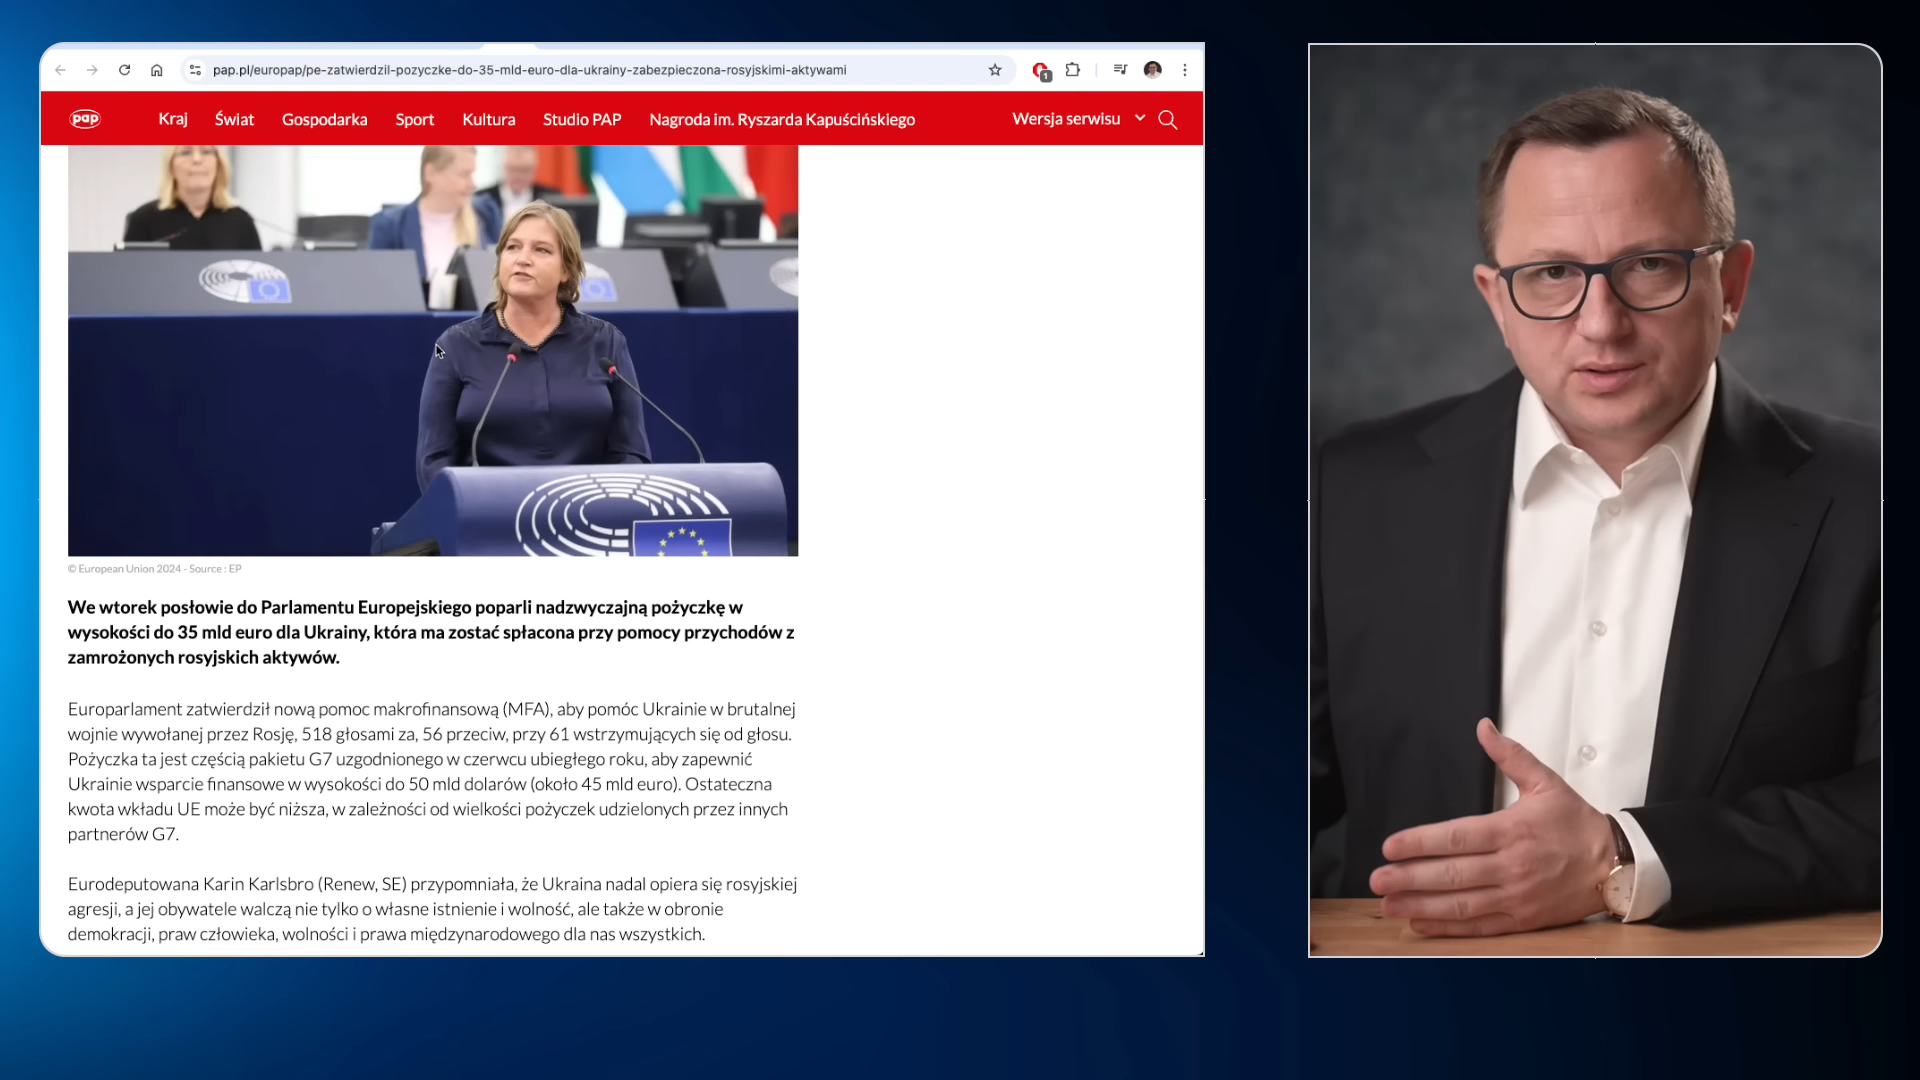 pap.pl/europap/pe-zatwierdzil-pozyczke-do-35-mld-euro-dla-ukrainy-zabezpieczona-rosyjskimi-aktywami
1
pap
Kraj
Świat
Gospodarka
Sport
Kultura
Studio PAP
Nagroda im. Ryszarda Kapuścińskiego
Wersja serwisu
© European Union 2024 - Source : EP
We wtorek posłowie do Parlamentu Europejskiego poparli nadzwyczajną pożyczkę w
wysokości do 35 mld euro dla Ukrainy, która ma zostać spłacona przy pomocy przychodów z
zamrożonych rosyjskich aktywów.
Europarlament zatwierdził nową pomoc makrofinansową (MFA), aby pomóc Ukrainie w brutalnej
wojnie wywołanej przez Rosję, 518 głosami za, 56 przeciw, przy 61 wstrzymujących się od głosu.
Pożyczka ta jest częścią pakietu G7 uzgodnionego w czerwcu ubiegłego roku, aby zapewnić
Ukrainie wsparcie finansowe w wysokości do 50 mld dolarów (około 45 mld euro). Ostateczna
kwota wkładu UE może być niższa, w zależności od wielkości pożyczek udzielonych przez innych
partnerów G7.
Eurodeputowana Karin Karlsbro (Renew, SE) przypomniała, że Ukraina nadal opiera się rosyjskiej
agresji, a jej obywatele walczą nie tylko o własne istnienie i wolność, ale także w obronie
demokracji, praw człowieka, wolności i prawa międzynarodowego dla nas wszystkich.